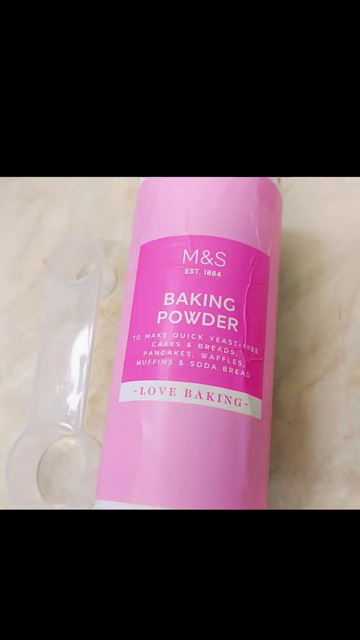 M&S
EST. 1884
BAKING
POWDER
TO MAKE QUICK YEAST-FREE
CAKES & BREADS,
PANCAKES, WAFFLES,
MUFFINS & SODA BREAD
-LOVE BAKING-